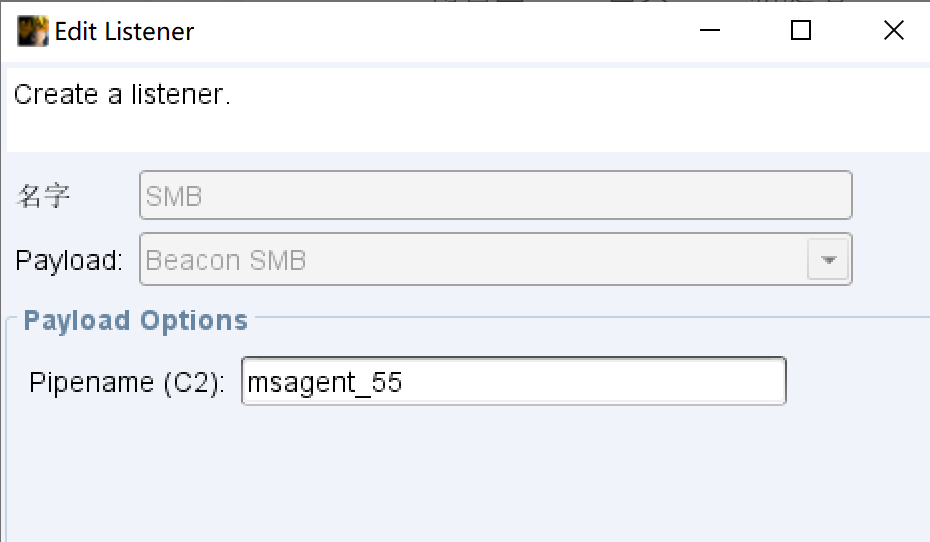 Edit Listener
Create a listener.
名字 SMB
Payload: Beacon SMB
Payload Options
Pipename (C2): msagent_55